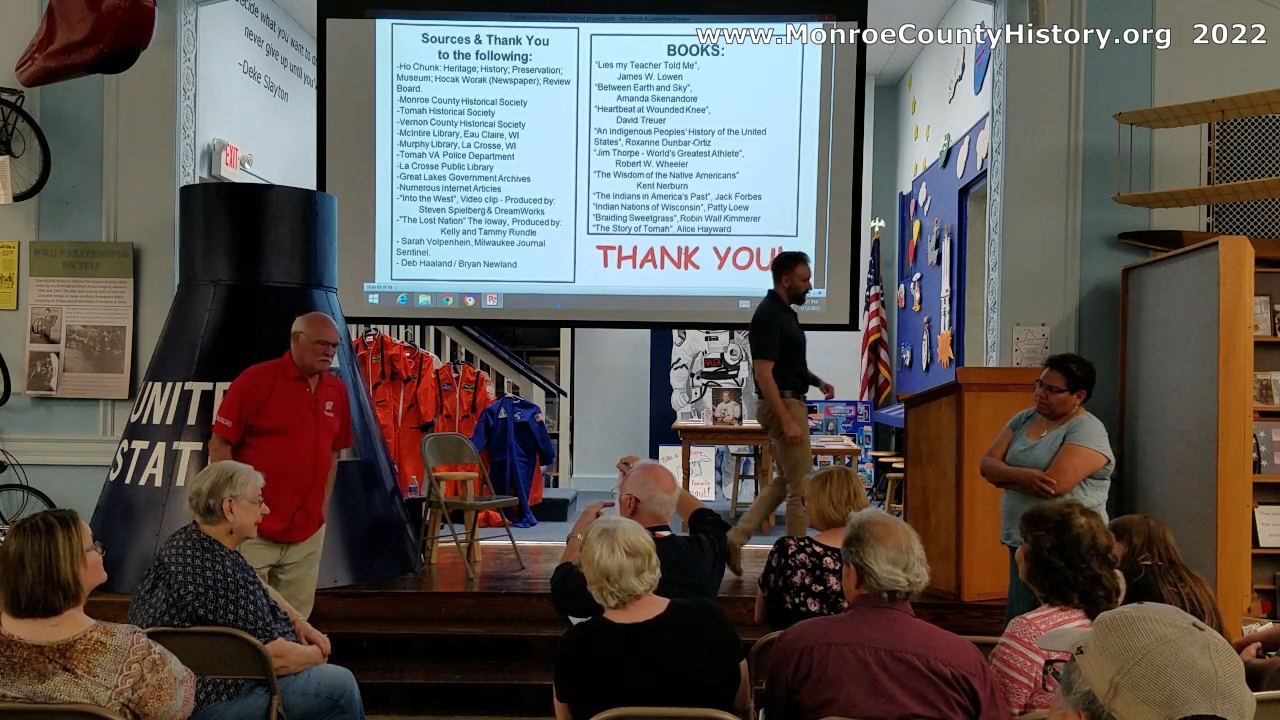 www.MonroeCountyHistory.org 2022
decide what you want to d
never give up until you'
~Deke Slayton
EXIT
Sources & Thank You
to the following:
-Ho Chunk: Heritage; History; Preservation;
Museum; Hocak Worak (Newspaper); Review
Board.
-Monroe County Historical Society
-Tomah Historical Society
-Vernon County Historical Society
-McIntire Library, Eau Claire, WI
-Murphy Library, La Crosse, WI
-Tomah VA Police Department
-La Crosse Public Library
-Great Lakes Government Archives
-Numerous Internet Articles
-"Into the West", Video clip - Produced by:
Steven Spielberg & DreamWorks
-"The Lost Nation" The Ioway, Produced by:
Kelly and Tammy Rundle
- Sarah Volpenhein, Milwaukee Journal
Sentinel.
- Deb Haaland / Bryan Newland
BOOKS:
"Lies my Teacher Told Me",
James W. Lowen
"Between Earth and Sky",
Amanda Skenandore
"Heartbeat at Wounded Knee",
David Treuer
"An Indigenous Peoples' History of the United
States", Roxanne Dunbar-Ortiz
"Jim Thorpe - World's Greatest Athlete",
Robert W. Wheeler
"The Wisdom of the Native Americans"
Kent Nerburn
"The Indians in America's Past", Jack Forbes
"Indian Nations of Wisconsin", Patty Loew
"Braiding Sweetgrass", Robin Wall Kimmerer
"The Story of Tomah", Alice Hayward
THANK YOU!
WWII PARATROOPER
BICYCLE
UNITE
STAT